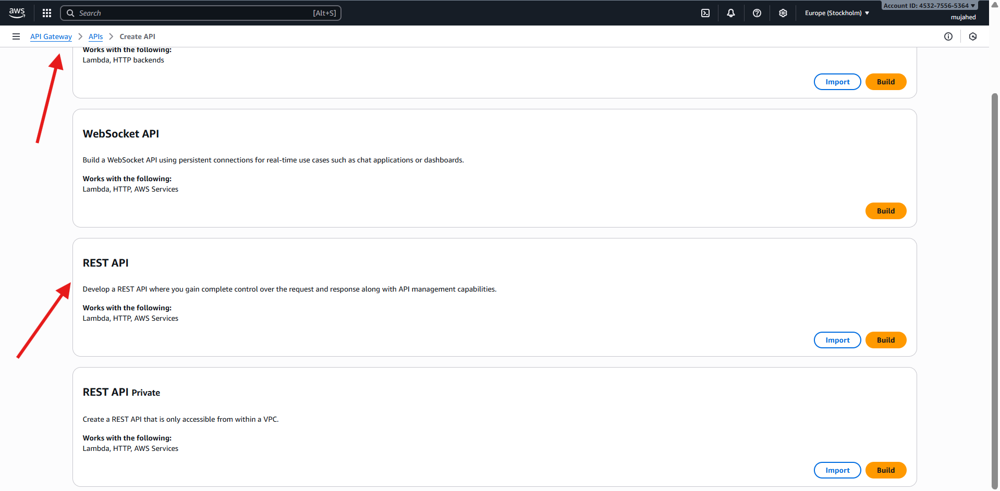 aws
Search [Alt+S]
Europe (Stockholm)
Account ID: 4532-7556-5364
mujahed
API Gateway
APIs
Create API
Works with the following:
Lambda, HTTP backends
Import
Build
WebSocket API
Build a WebSocket API using persistent connections for real-time use cases such as chat applications or dashboards.
Works with the following:
Lambda, HTTP, AWS Services
Build
REST API
Develop a REST API where you gain complete control over the request and response along with API management capabilities.
Works with the following:
Lambda, HTTP, AWS Services
Import
Build
REST API Private
Create a REST API that is only accessible from within a VPC.
Works with the following:
Lambda, HTTP, AWS Services
Import
Build